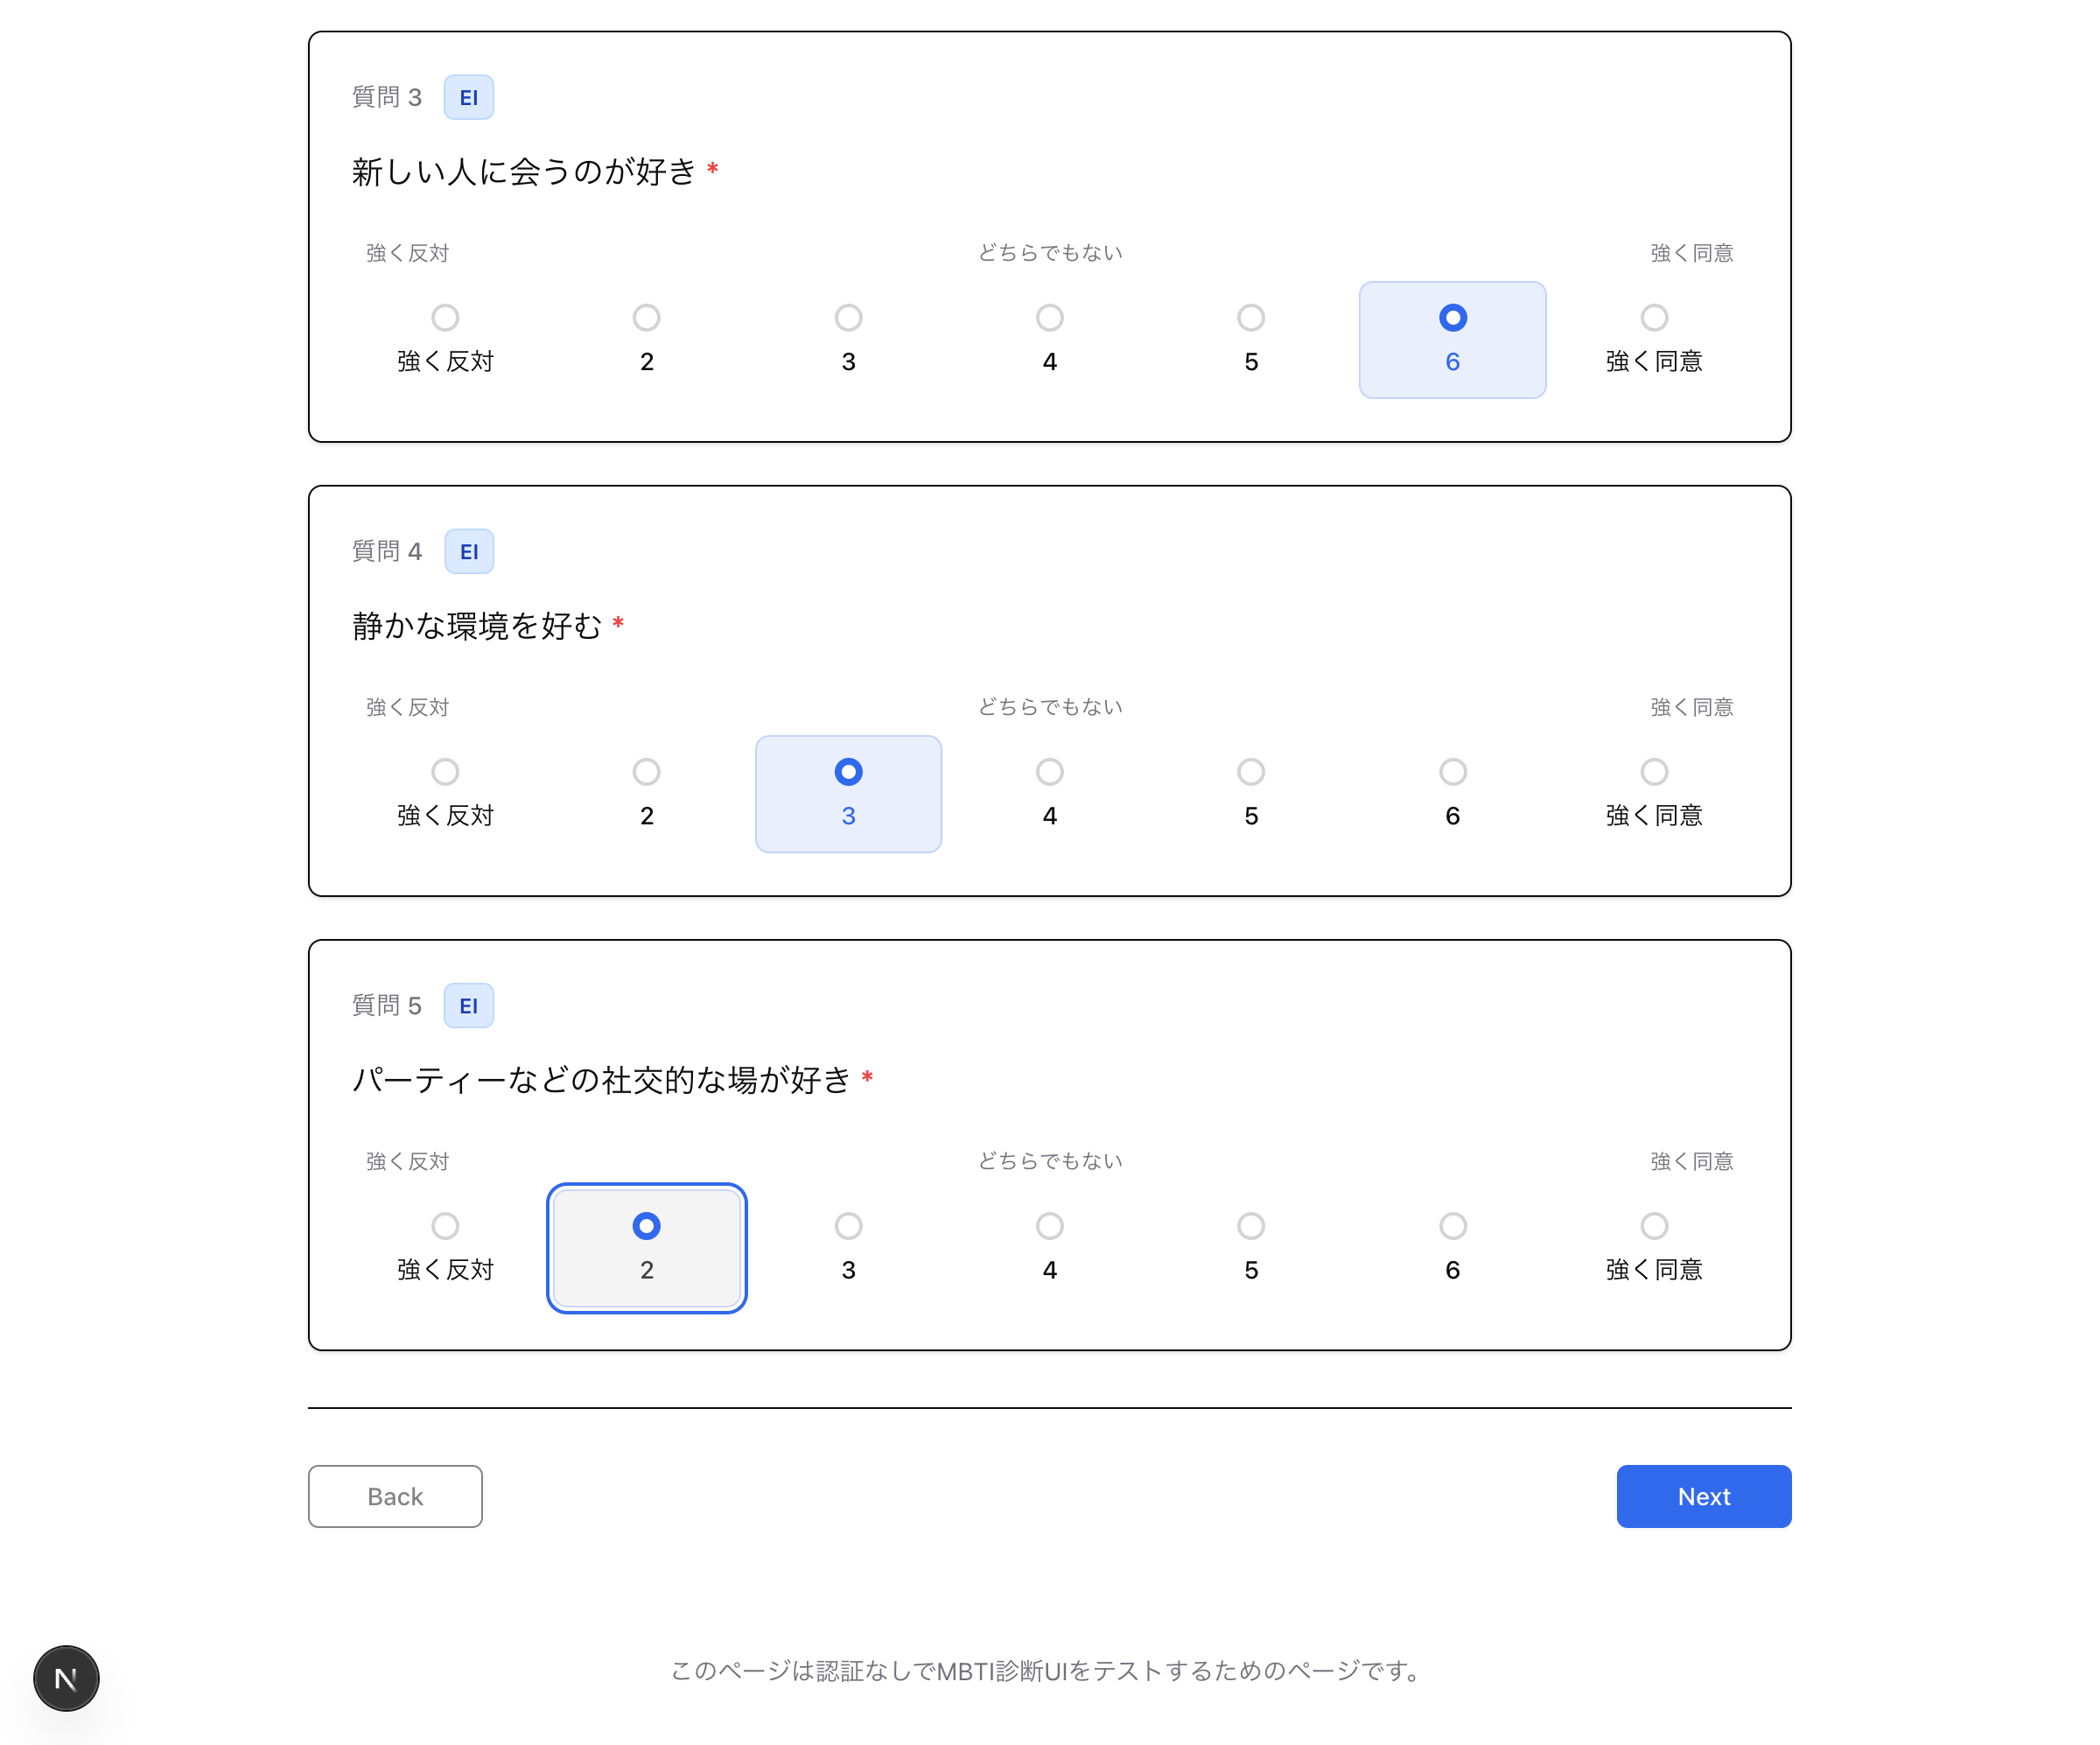 質問 3 EI
新しい人に会うのが好き *
強く反対 どちらでもない 強く同意
強く反対 2 3 4 5 6 強く同意
質問 4 EI
静かな環境を好む *
強く反対 どちらでもない 強く同意
強く反対 2 3 4 5 6 強く同意
質問 5 EI
パーティーなどの社交的な場が好き *
強く反対 どちらでもない 強く同意
強く反対 2 3 4 5 6 強く同意
Back Next
N
このページは認証なしでMBTI診断UIをテストするためのページです。